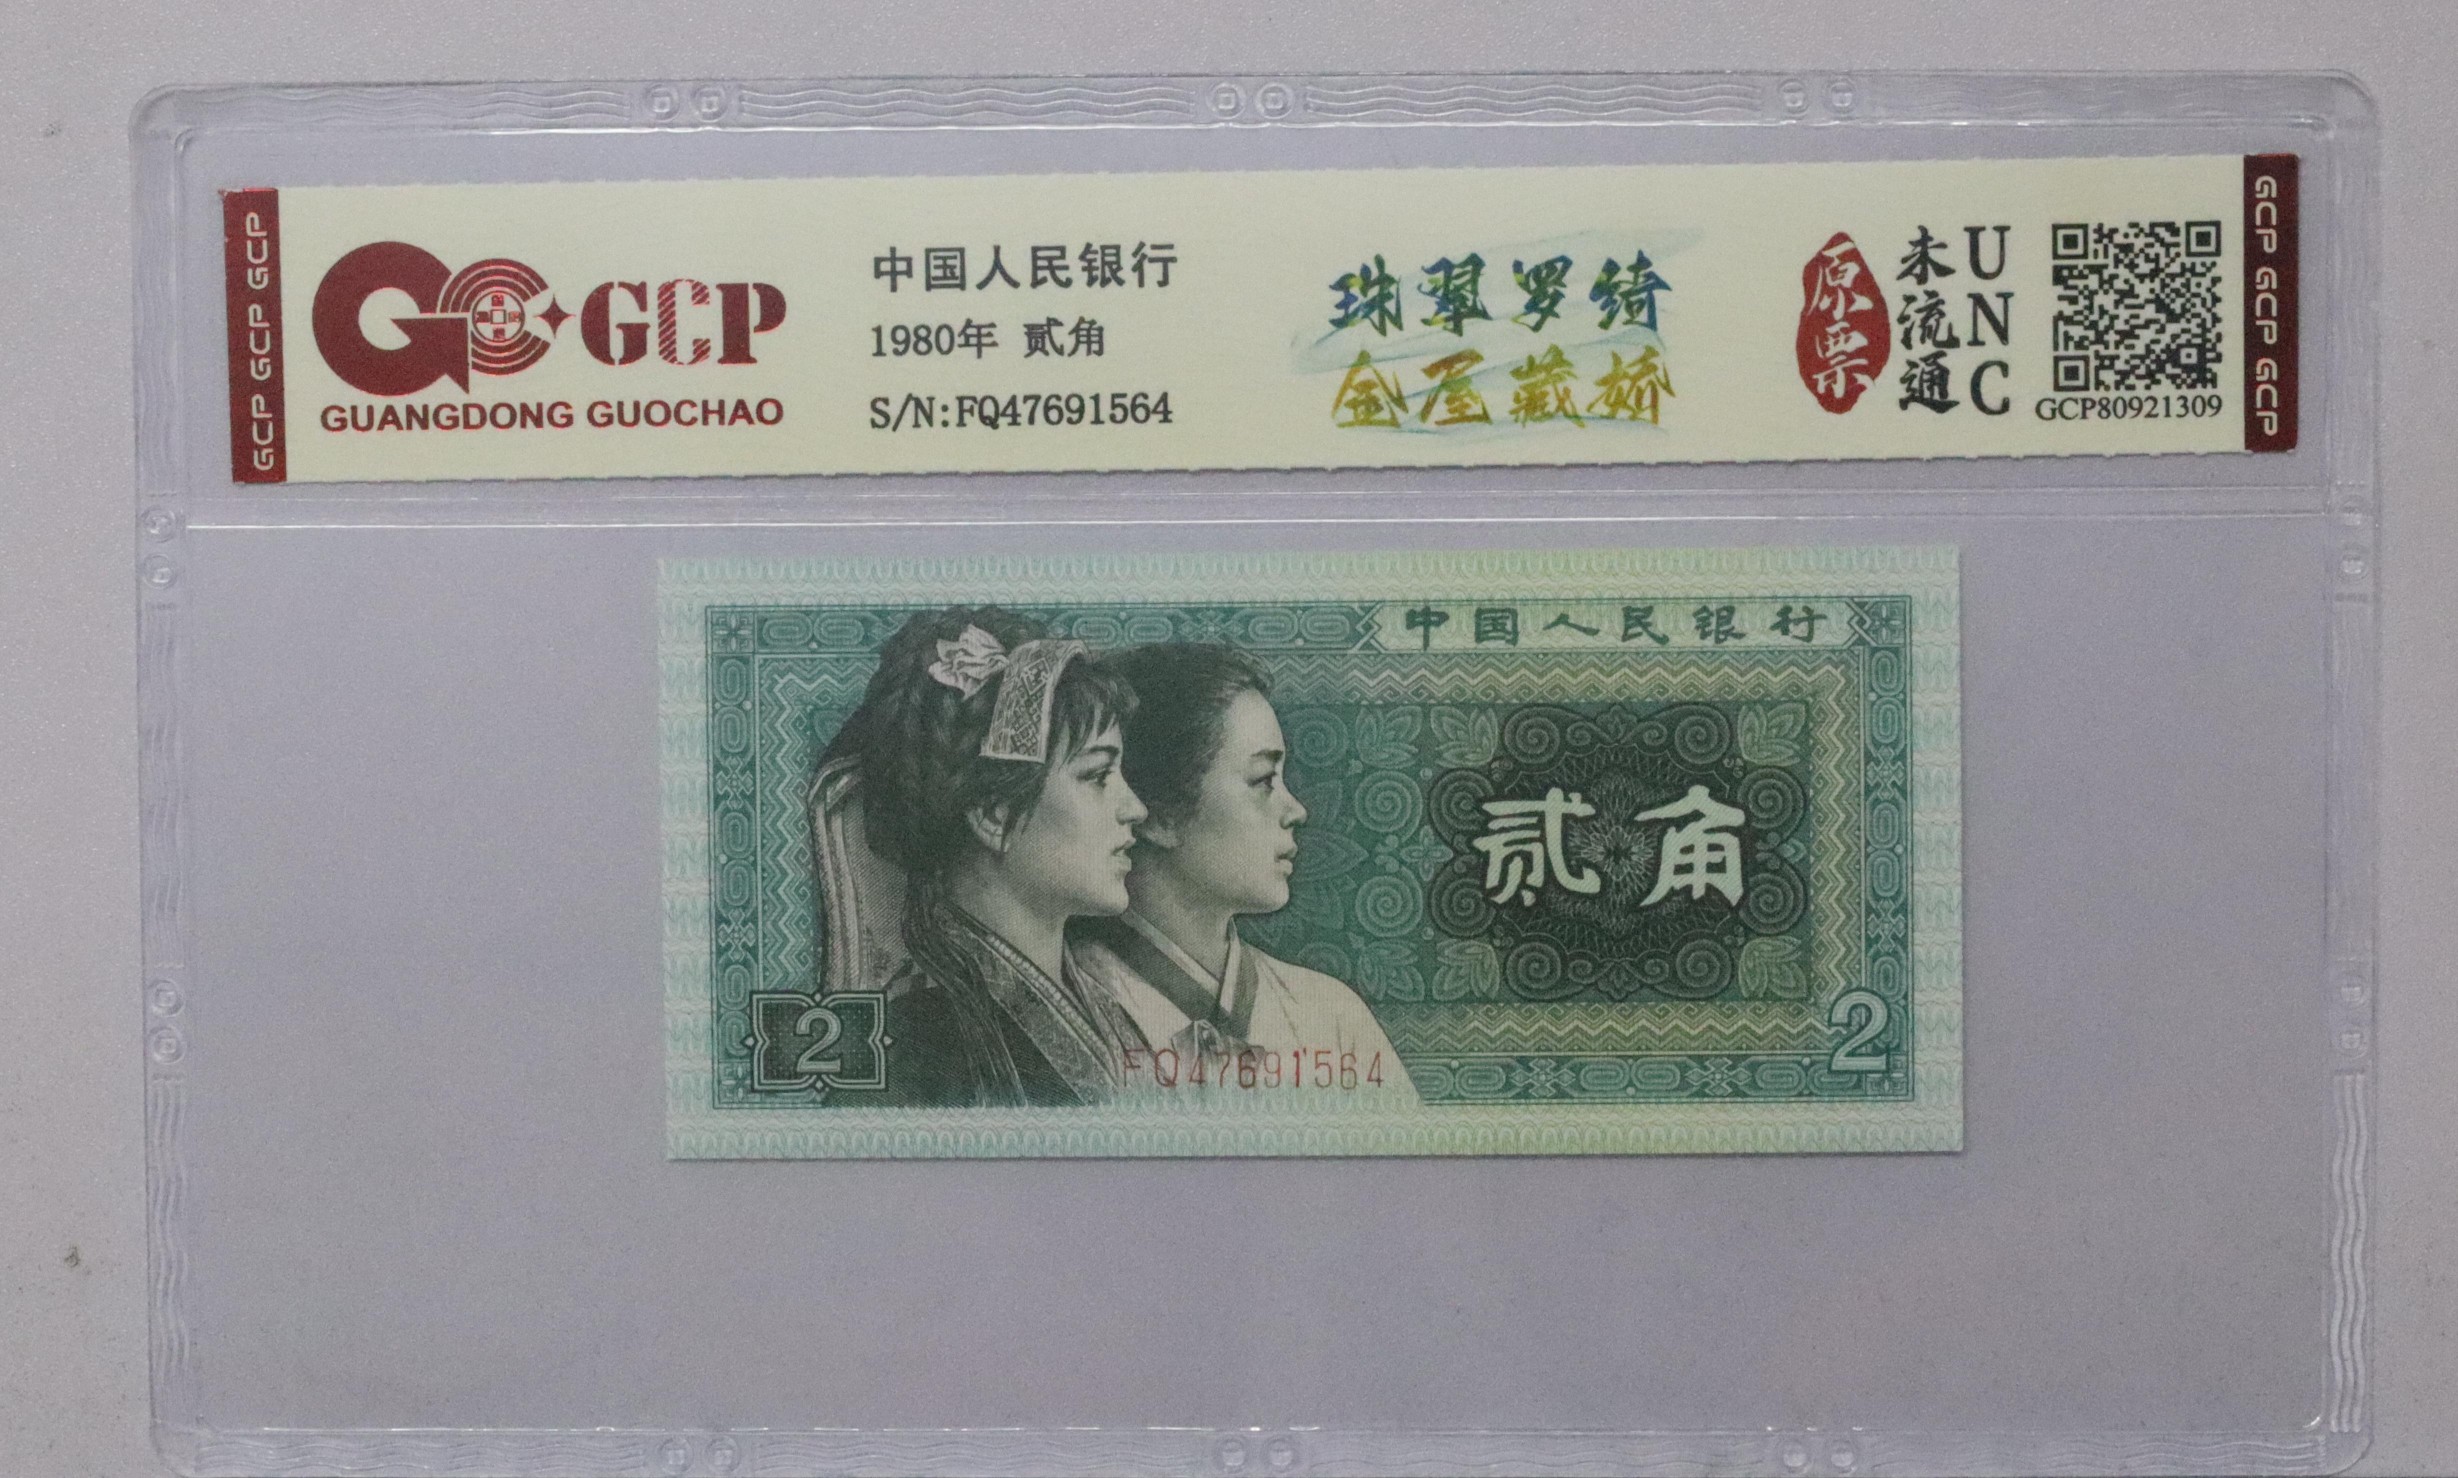 GCP GCP GCP
GCP
GUANGDONG GUOCHAO
中国人民银行
1980年 贰角
S/N:FQ47691564
珠翠罗绮
金屋藏娇
原票
未流通
UNC
GCP80921309
GCP GCP GCP
中国人民银行
贰角
2
FQ47691564
2